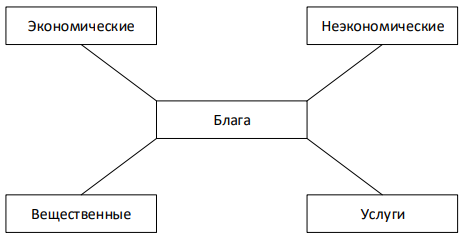 Экономические
Неэкономические
Блага
Вещественные
Услуги